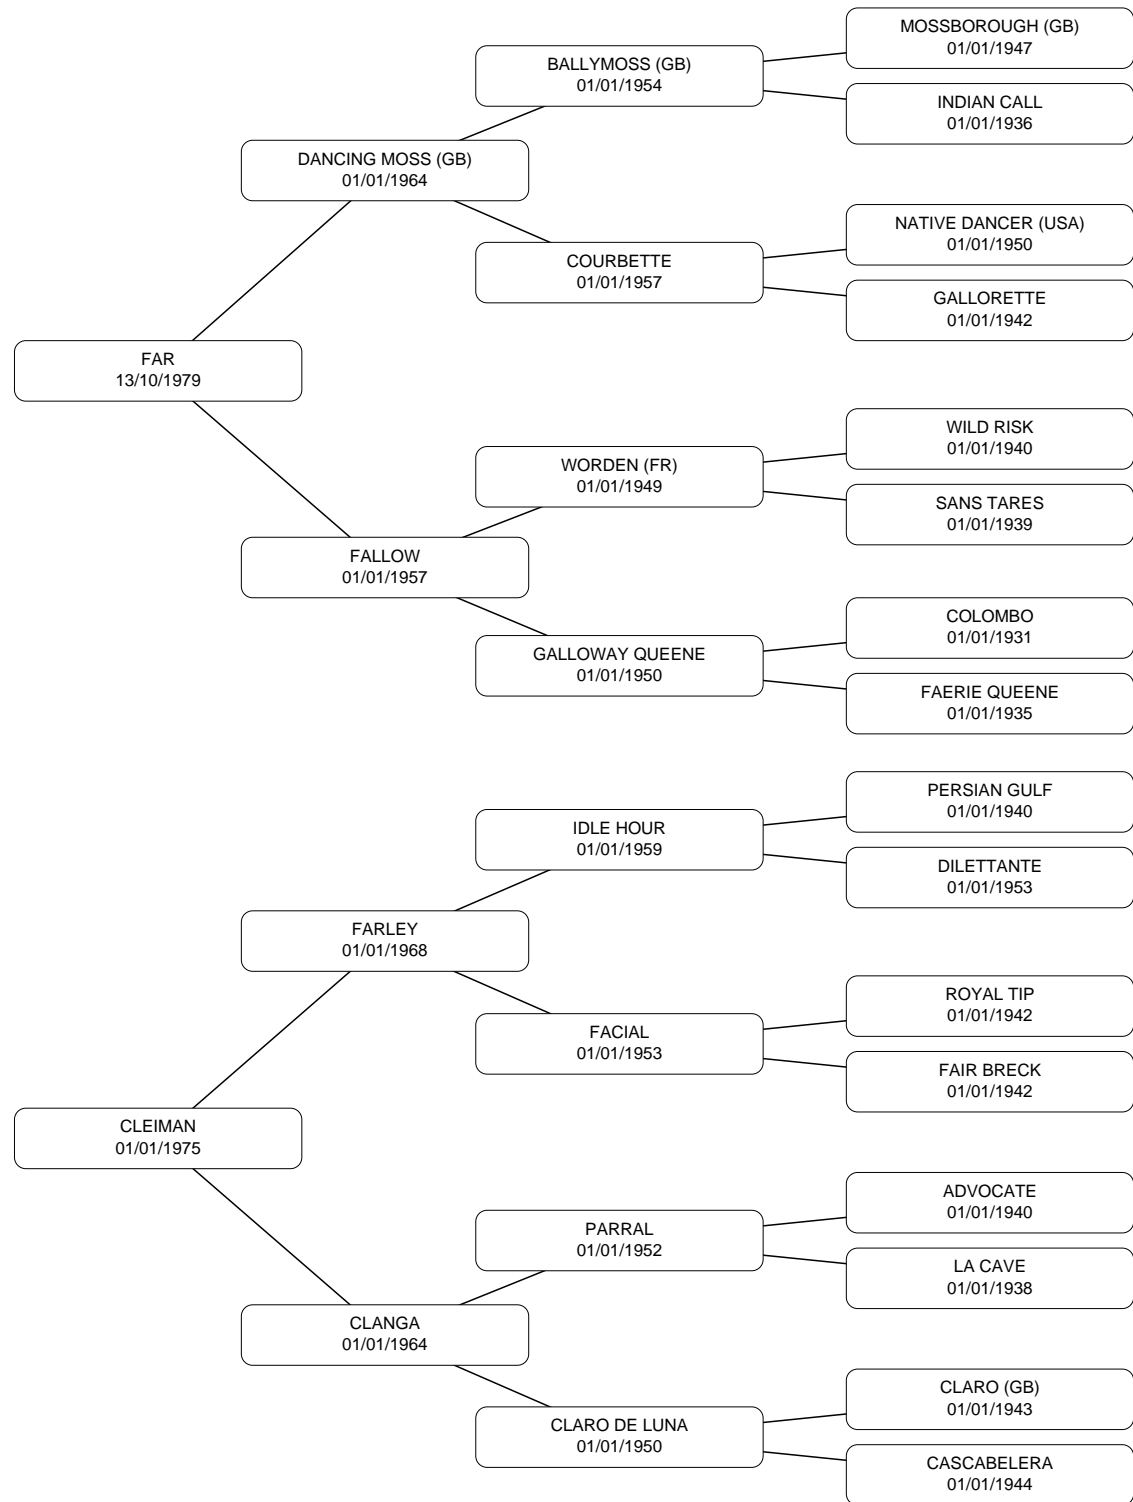 MOSSBOROUGH (GB)
01/01/1947
BALLYMOSS (GB)
01/01/1954
INDIAN CALL
01/01/1936
DANCING MOSS (GB)
01/01/1964
NATIVE DANCER (USA)
01/01/1950
COURBETTE
01/01/1957
GALLORETTE
01/01/1942
FAR
13/10/1979
WILD RISK
01/01/1940
WORDEN (FR)
01/01/1949
SANS TARES
01/01/1939
FALLOW
01/01/1957
COLOMBO
01/01/1931
GALLOWAY QUEENE
01/01/1950
FAERIE QUEENE
01/01/1935
PERSIAN GULF
01/01/1940
IDLE HOUR
01/01/1959
DILETTANTE
01/01/1953
FARLEY
01/01/1968
ROYAL TIP
01/01/1942
FACIAL
01/01/1953
FAIR BRECK
01/01/1942
CLEIMAN
01/01/1975
ADVOCATE
01/01/1940
PARRAL
01/01/1952
LA CAVE
01/01/1938
CLANGA
01/01/1964
CLARO (GB)
01/01/1943
CLARO DE LUNA
01/01/1950
CASCABELERA
01/01/1944